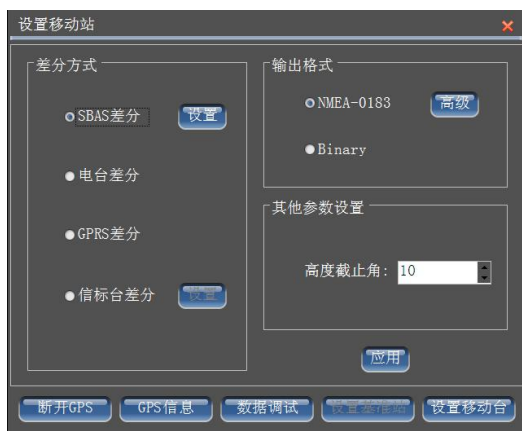 设置移动站
差分方式
SBAS差分 设置
电台差分
GPRS差分
信标台差分 设置
输出格式
NMEA-0183 高级
Binary
其他参数设置
高度截止角: 10
应用
断开GPS GPS信息 数据调试 设置基准站 设置移动台